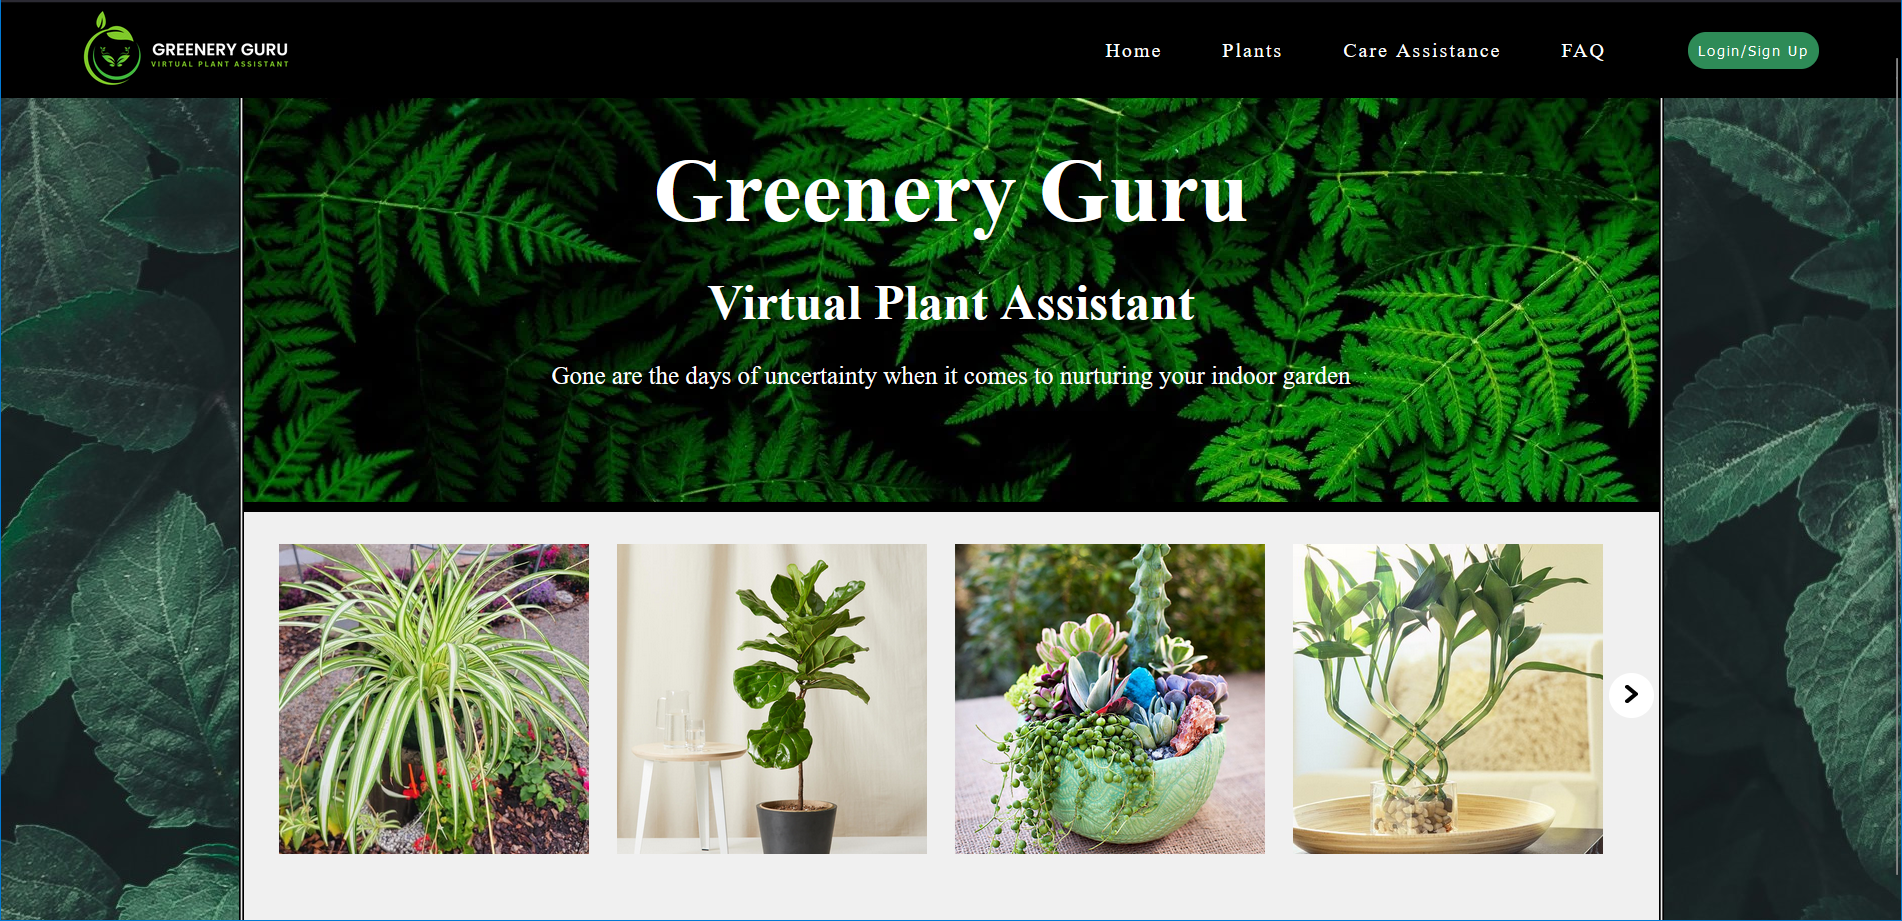 GREENERY GURU
VIRTUAL PLANT ASSISTANT
Home Plants Care Assistance FAQ Login/Sign Up
Greenery Guru
Virtual Plant Assistant
Gone are the days of uncertainty when it comes to nurturing your indoor garden